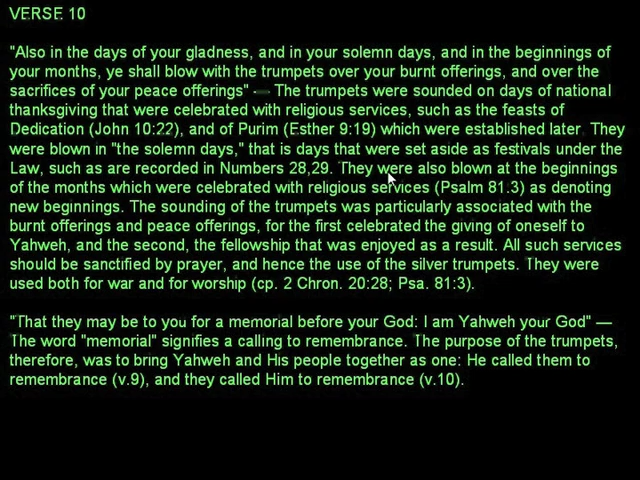 VERSE 10
"Also in the days of your gladness, and in your solemn days, and in the beginnings of
your months, ye shall blow with the trumpets over your burnt offerings, and over the
sacrifices of your peace offerings" — The trumpets were sounded on days of national
thanksgiving that were celebrated with religious services, such as the feasts of
Dedication (John 10:22), and of Purim (Esther 9:19) which were established later. They
were blown in "the solemn days," that is days that were set aside as festivals under the
Law, such as are recorded in Numbers 28,29. They were also blown at the beginnings
of the months which were celebrated with religious services (Psalm 81.3) as denoting
new beginnings. The sounding of the trumpets was particularly associated with the
burnt offerings and peace offerings, for the first celebrated the giving of oneself to
Yahweh, and the second, the fellowship that was enjoyed as a result. All such services
should be sanctified by prayer, and hence the use of the silver trumpets. They were
used both for war and for worship (cp. 2 Chron. 20:28; Psa. 81:3).
"That they may be to you for a memorial before your God: I am Yahweh your God" —
The word "memorial" signifies a calling to remembrance. The purpose of the trumpets,
therefore, was to bring Yahweh and His people together as one: He called them to
remembrance (v.9), and they called Him to remembrance (v.10).